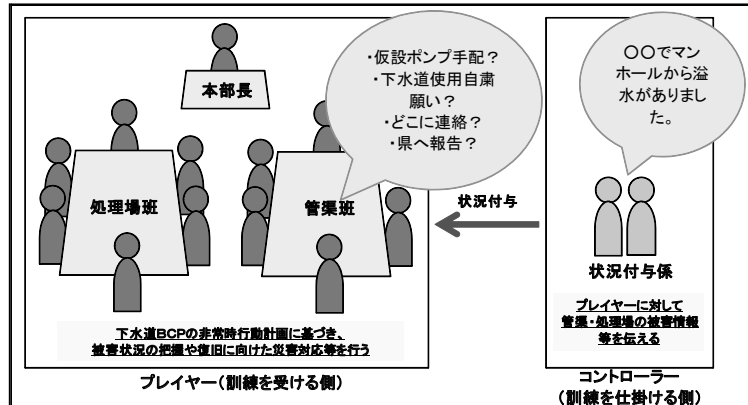 本部長
処理場班
管渠班
・仮設ポンプ手配？
・下水道使用自粛
願い？
・どこに連絡？
・県へ報告？
下水道BCPの非常時行動計画に基づき、
被害状況の把握や復旧に向けた災害対応等を行う
プレイヤー（訓練を受ける側）
状況付与
〇〇でマン
ホールから溢
水がありまし
た。
状況付与係
プレイヤーに対して
管渠・処理場の被害情報
等を伝える
コントローラー
（訓練を仕掛ける側）